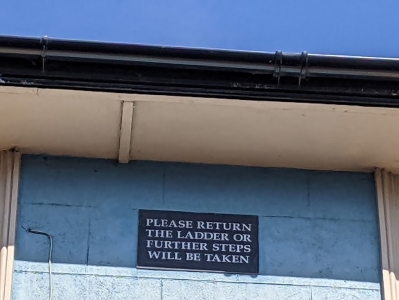 PLEASE RETURN
THE LADDER OR
FURTHER STEPS
WILL BE TAKEN